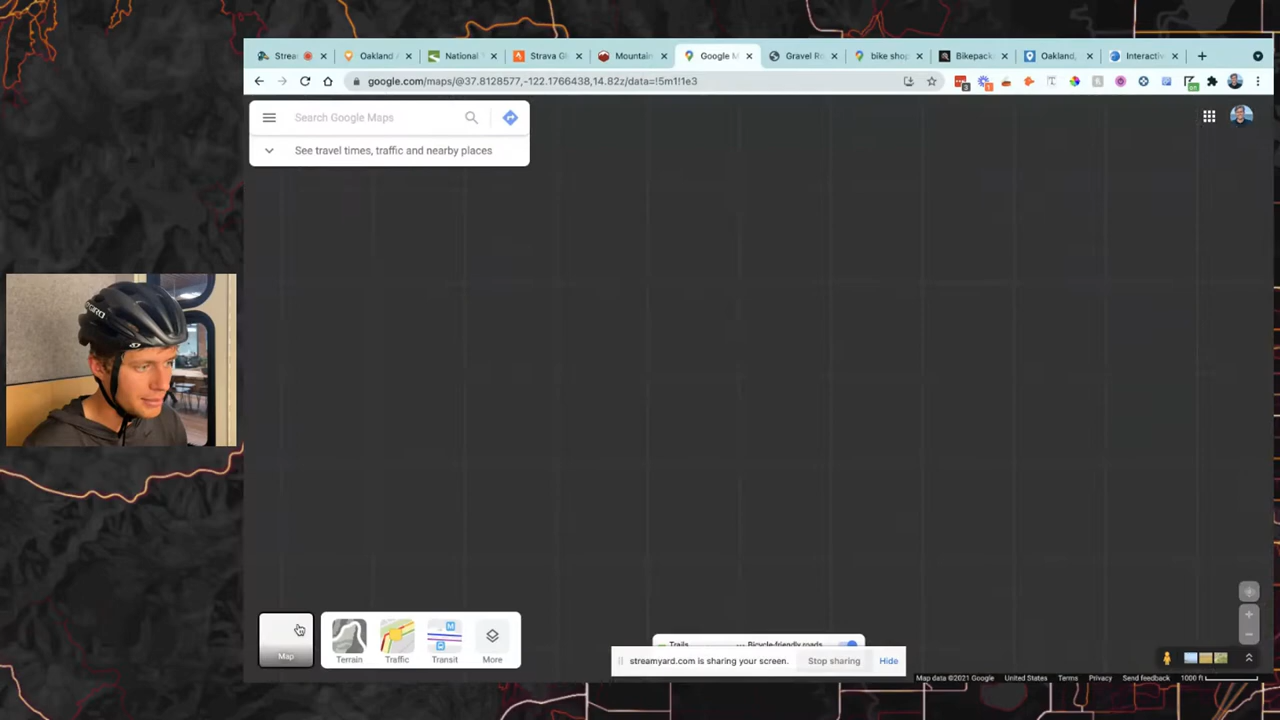 Strea
Oakland
National
Strava Gl
Mountain
Google M
Gravel Ro
bike shop
Bikepack
Oakland,
Interactiv
google.com/maps/@37.8128577,-122.1766438,14.82z/data=!5m1!1e3
Search Google Maps
See travel times, traffic and nearby places
GIRO
Map
Terrain
Traffic
M
Transit
More
Trails
Bicycle-friendly roads
streamyard.com is sharing your screen.
Stop sharing
Hide
Map data ©2021 Google
United States
Terms
Privacy
Send feedback
1000 ft